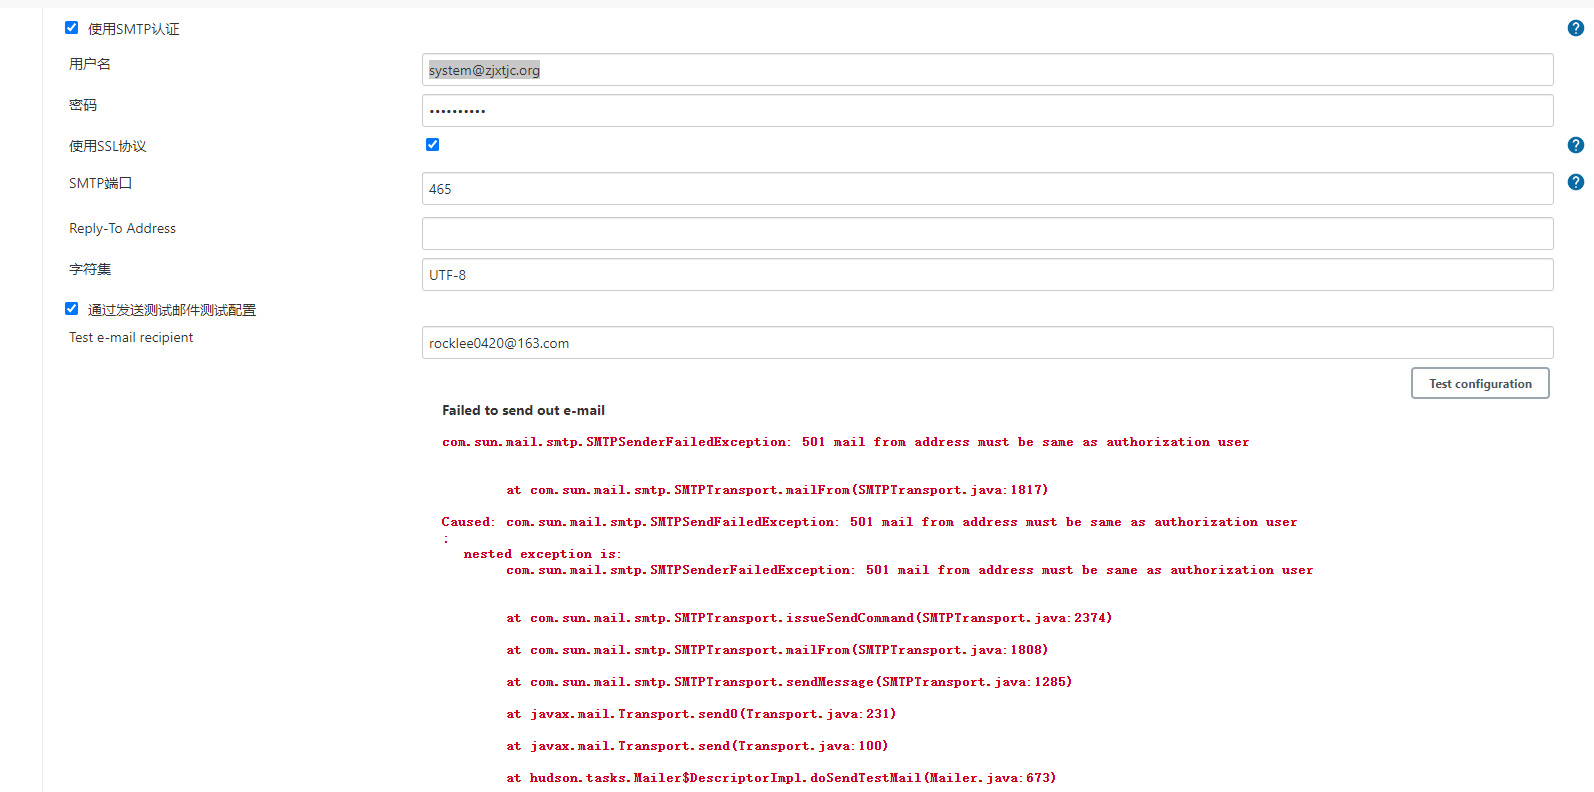 使用SMTP认证
?
用户名
system@zjxtjc.org
密码
••••••••••
使用SSL协议
?
SMTP端口
465
?
Reply-To Address
字符集
UTF-8
通过发送测试邮件测试配置
Test e-mail recipient
rocklee0420@163.com
Test configuration
Failed to send out e-mail
com.sun.mail.smtp.SMTPSenderFailedException: 501 mail from address must be same as authorization user
at com.sun.mail.smtp.SMTPTransport.mailFrom(SMTPTransport.java:1817)
Caused: com.sun.mail.smtp.SMTPSendFailedException: 501 mail from address must be same as authorization user
;
nested exception is:
com.sun.mail.smtp.SMTPSenderFailedException: 501 mail from address must be same as authorization user
at com.sun.mail.smtp.SMTPTransport.issueSendCommand(SMTPTransport.java:2374)
at com.sun.mail.smtp.SMTPTransport.mailFrom(SMTPTransport.java:1808)
at com.sun.mail.smtp.SMTPTransport.sendMessage(SMTPTransport.java:1285)
at javax.mail.Transport.send0(Transport.java:231)
at javax.mail.Transport.send(Transport.java:100)
at hudson.tasks.Mailer$DescriptorImpl.doSendTestMail(Mailer.java:673)